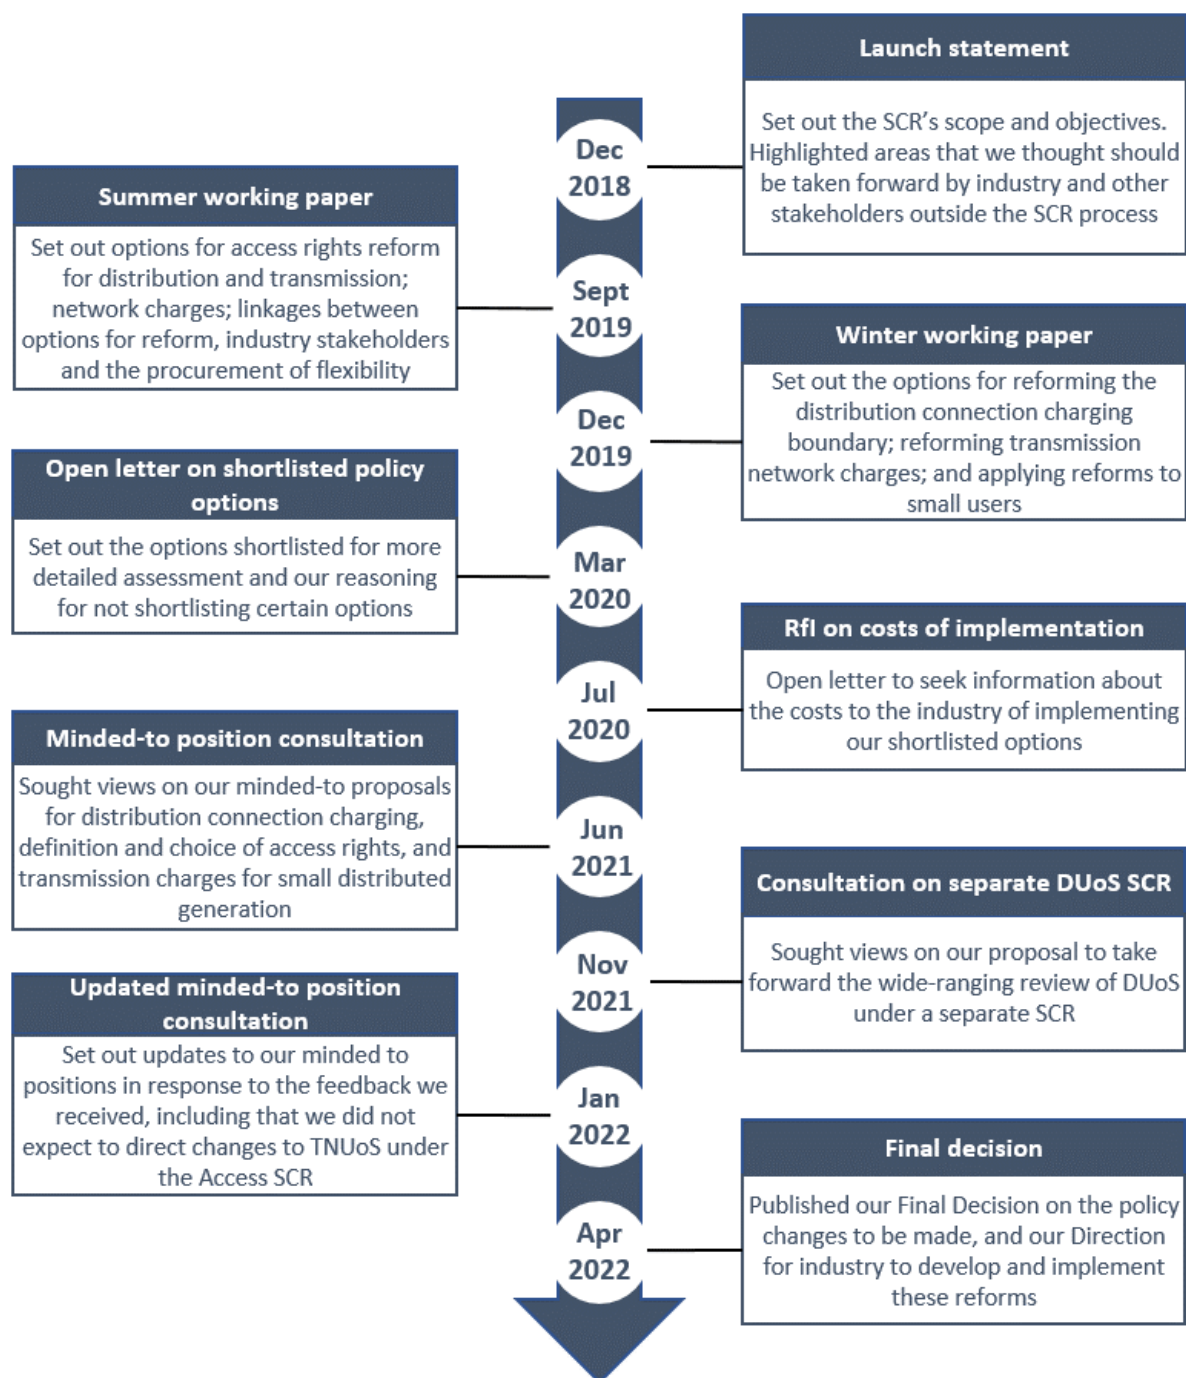 Launch statement
Set out the SCR's scope and objectives.
Highlighted areas that we thought should
be taken forward by industry and other
stakeholders outside the SCR process
Dec
2018
Summer working paper
Set out options for access rights reform
for distribution and transmission;
network charges; linkages between
options for reform, industry stakeholders
and the procurement of flexibility
Sept
2019
Winter working paper
Set out the options for reforming the
distribution connection charging
boundary; reforming transmission
network charges; and applying reforms to
small users
Dec
2019
Open letter on shortlisted policy
options
Set out the options shortlisted for more
detailed assessment and our reasoning
for not shortlisting certain options
Mar
2020
RfI on costs of implementation
Open letter to seek information about
the costs to the industry of implementing
our shortlisted options
Jul
2020
Minded-to position consultation
Sought views on our minded-to proposals
for distribution connection charging,
definition and choice of access rights, and
transmission charges for small distributed
generation
Jun
2021
Consultation on separate DUoS SCR
Sought views on our proposal to take
forward the wide-ranging review of DUoS
under a separate SCR
Nov
2021
Updated minded-to position
consultation
Set out updates to our minded to
positions in response to the feedback we
received, including that we did not
expect to direct changes to TNUoS under
the Access SCR
Jan
2022
Final decision
Published our Final Decision on the policy
changes to be made, and our Direction
for industry to develop and implement
these reforms
Apr
2022